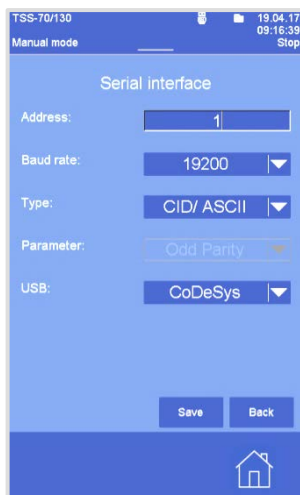 TSS-70/130
19.04.17
09:16:39
Manual mode
Stop
Serial interface
Address:
1
Baud rate:
19200
Type:
CID/ ASCII
Parameter:
Odd Parity
USB:
CoDeSys
Save
Back